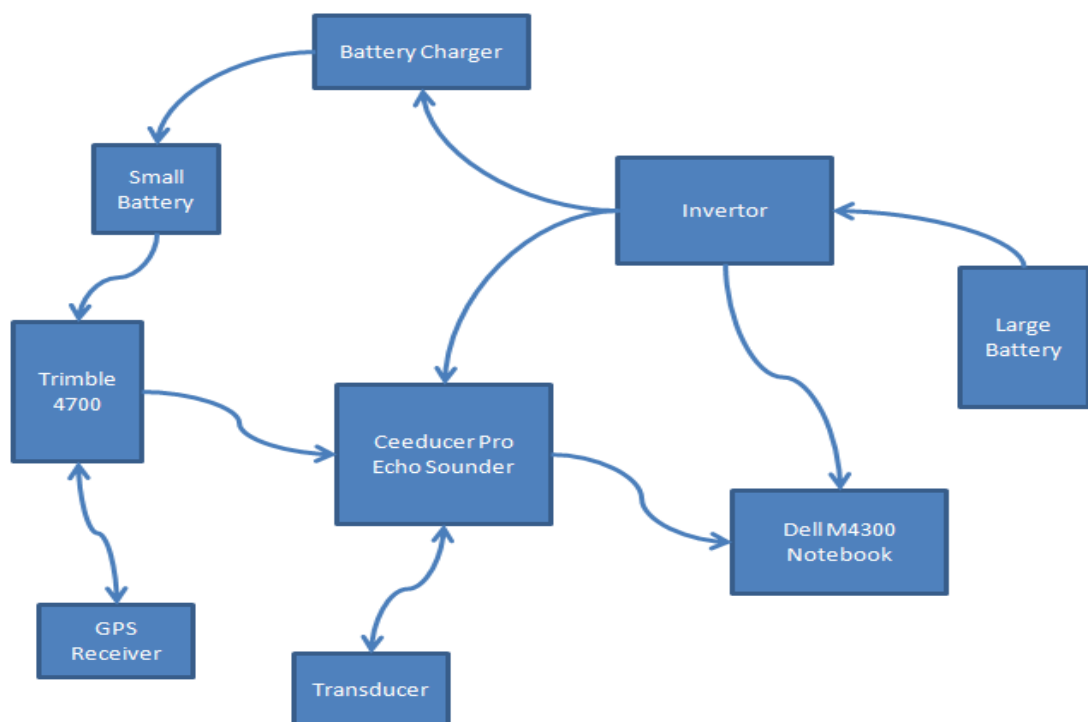 Battery Charger
Small
Battery
Invertor
Large
Battery
Trimble
4700
Ceeducer Pro
Echo Sounder
Dell M4300
Notebook
GPS
Receiver
Transducer